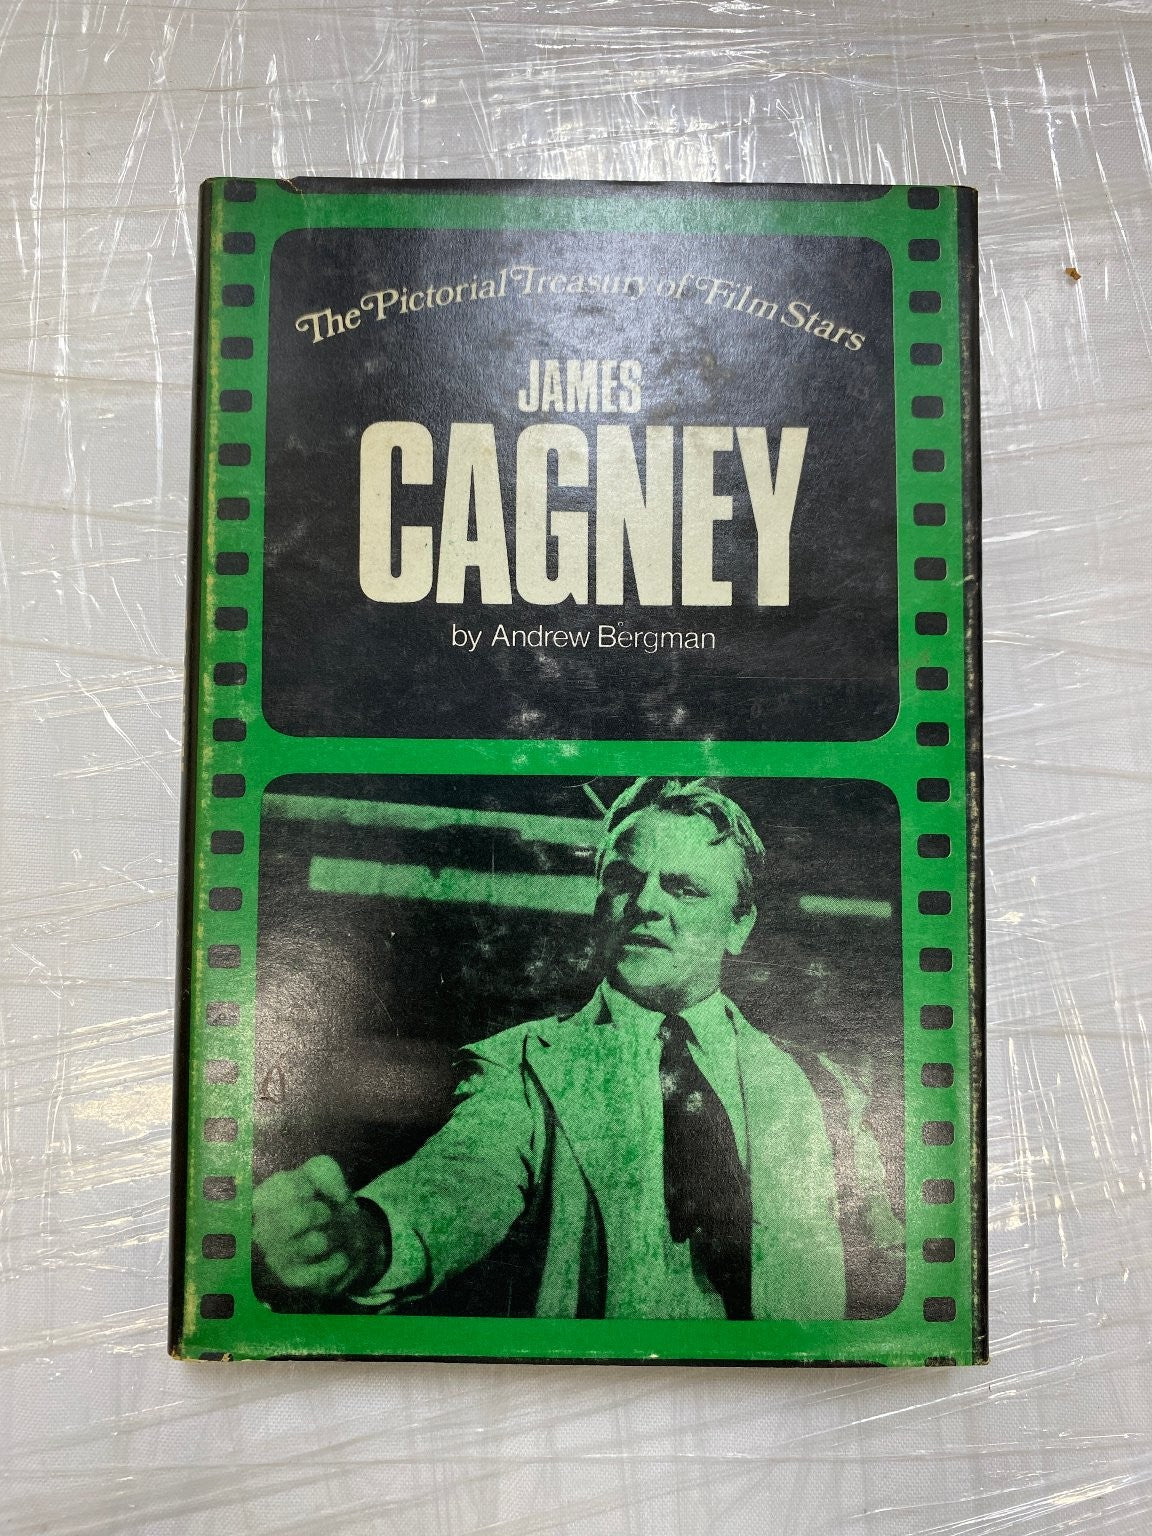 The Pictorial Treasury of Film Stars
JAMES
CAGNEY
by Andrew Bergman